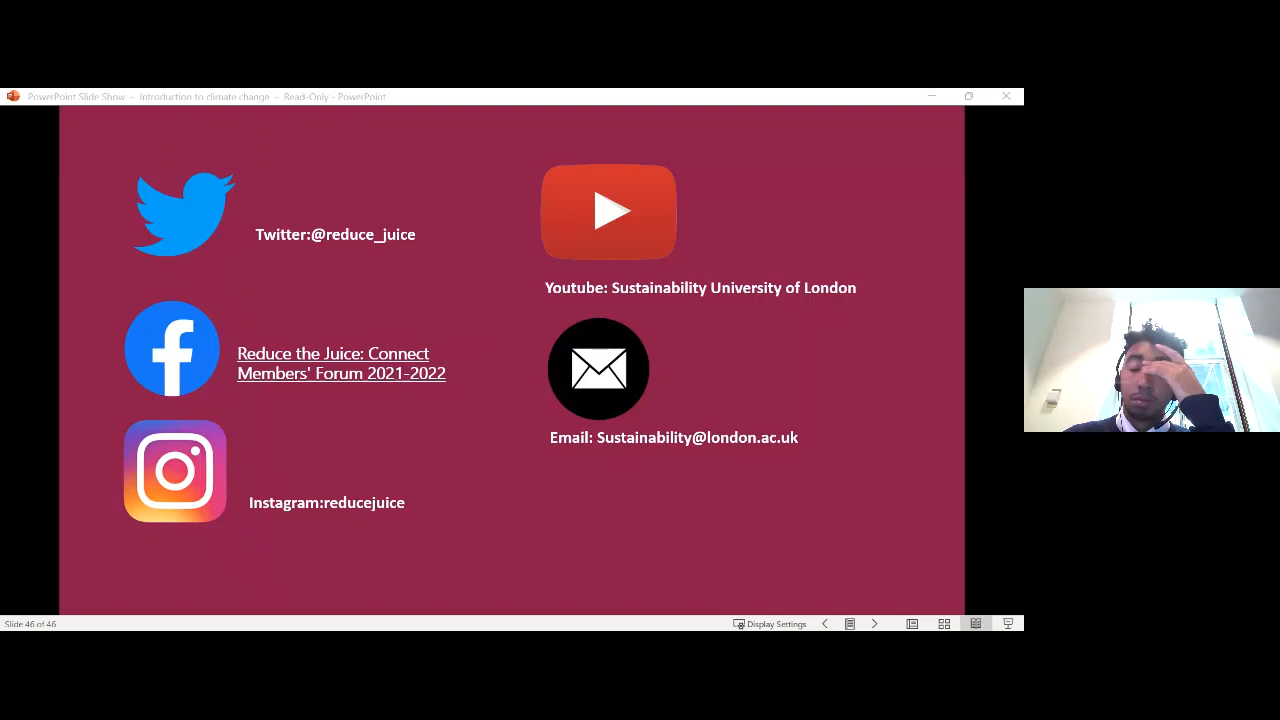 PowerPoint Slide Show - Introduction to climate change - Read-Only - PowerPoint
Twitter:@reduce_juice
Reduce the Juice: Connect
Members' Forum 2021-2022
Instagram:reducejuice
Youtube: Sustainability University of London
Email: Sustainability@london.ac.uk
Slide 46 of 46
Display Settings